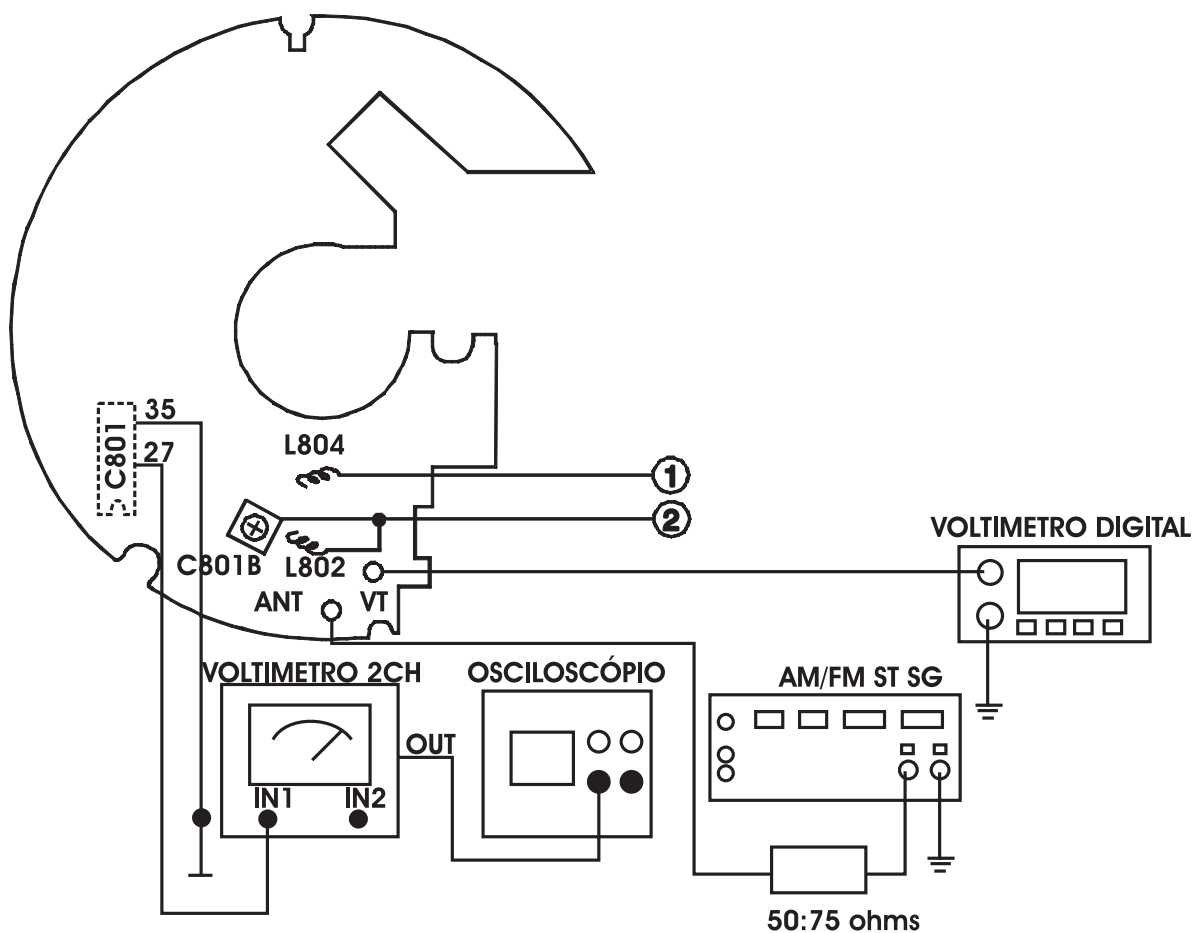 35
27
C801
L804
1
2
C801B
L802
ANT
VT
VOLTIMETRO DIGITAL
VOLTIMETRO 2CH
OSCILOSCÓPIO
AM/FM ST SG
OUT
IN1
IN2
50:75 ohms